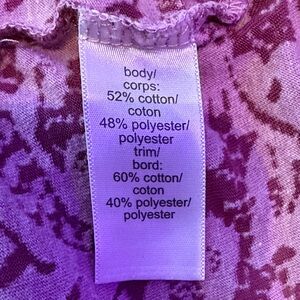 body/
corps:
52% cotton/
coton
48% polyester/
polyester
trim/
bord:
60% cotton/
coton
40% polyester/
polyester